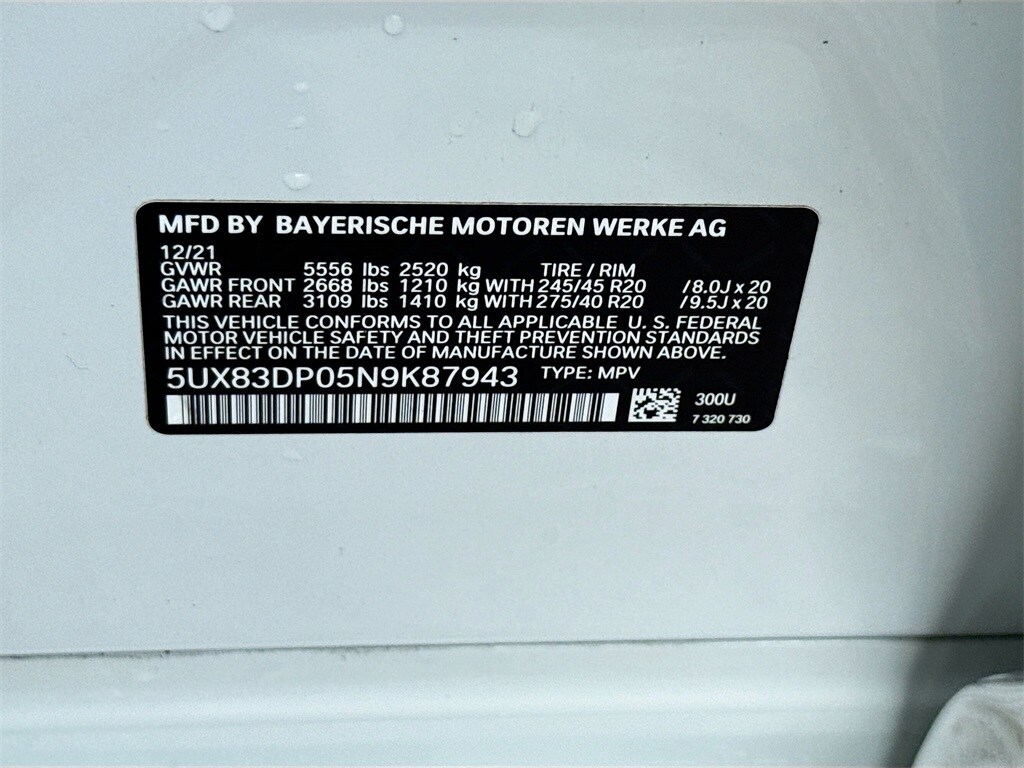 MFD BY BAYERISCHE MOTOREN WERKE AG
12/21
GVWR 5556 lbs 2520 kg TIRE / RIM
GAWR FRONT 2668 lbs 1210 kg WITH 245/45 R20 /8.0J x 20
GAWR REAR 3109 lbs 1410 kg WITH 275/40 R20 /9.5J x 20
THIS VEHICLE CONFORMS TO ALL APPLICABLE U. S. FEDERAL
MOTOR VEHICLE SAFETY AND THEFT PREVENTION STANDARDS
IN EFFECT ON THE DATE OF MANUFACTURE SHOWN ABOVE.
5UX83DP05N9K87943 TYPE: MPV
300U
7 320 730